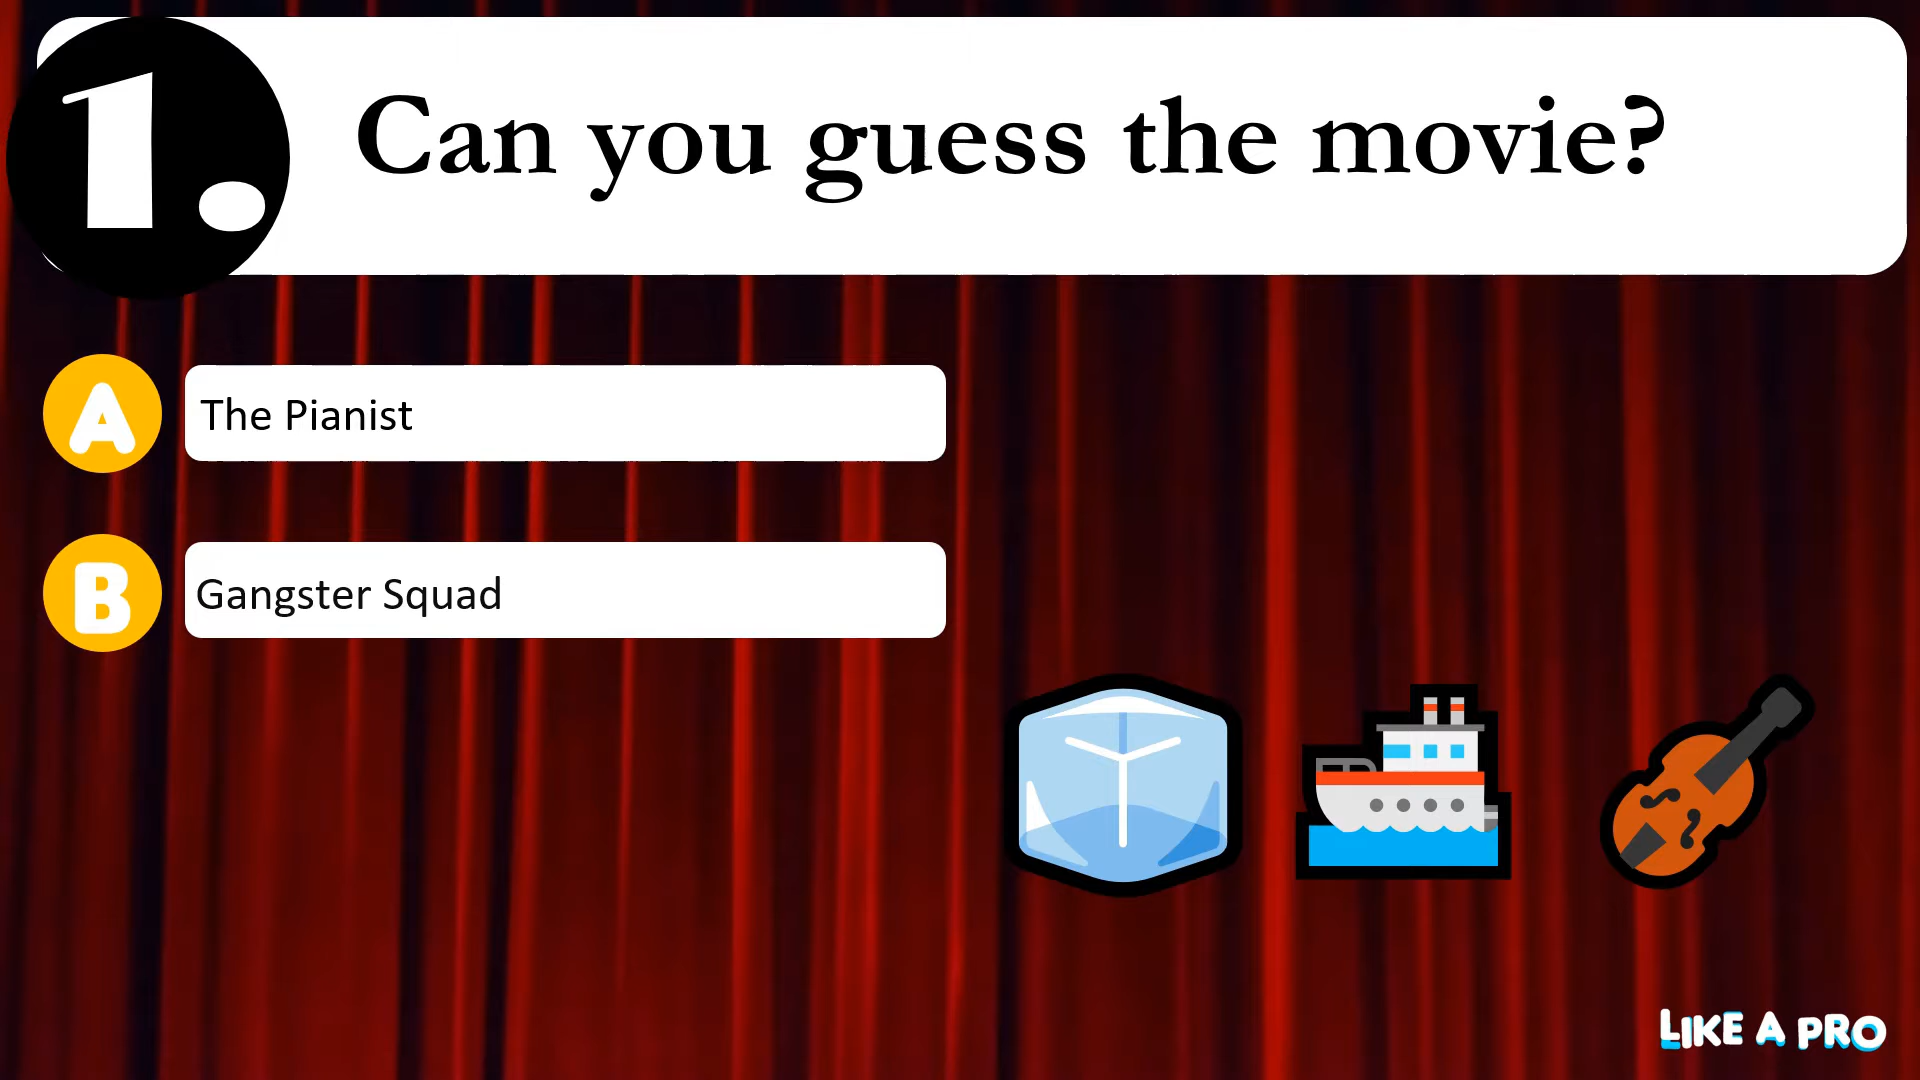 1.
Can you guess the movie?
A
The Pianist
B
Gangster Squad
LIKE A PRO